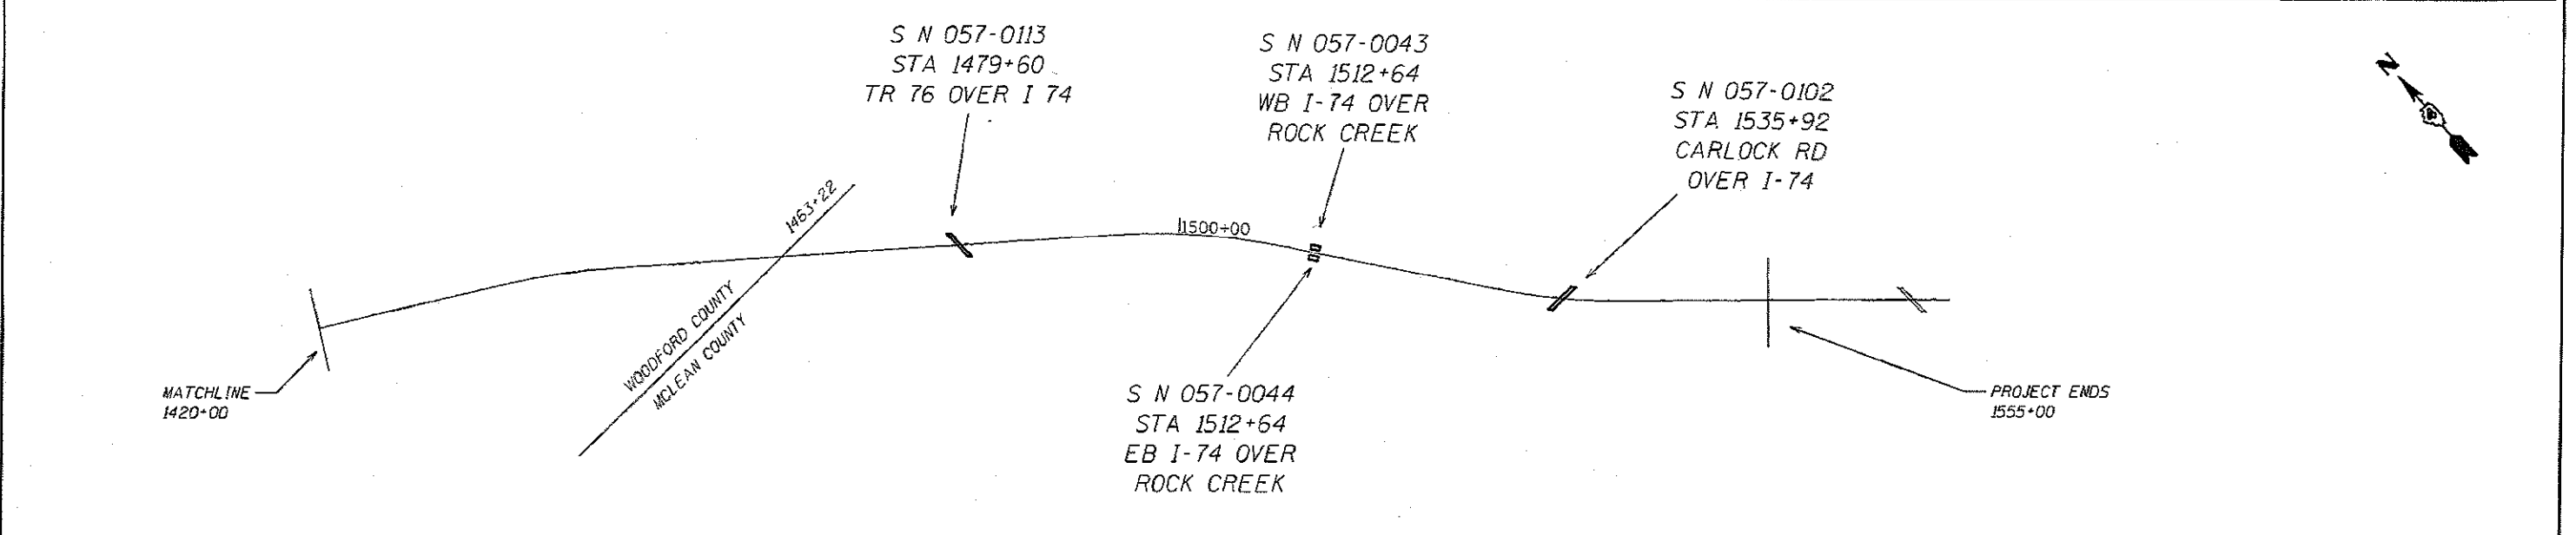 S N 057-0113
STA 1479+60
TR 76 OVER I 74
S N 057-0043
STA 1512+64
WB I-74 OVER
ROCK CREEK
S N 057-0102
STA 1535+92
CARLOCK RD
OVER I-74
N
1463+22
1500+00
WOODFORD COUNTY
MCLEAN COUNTY
MATCHLINE
1420+00
S N 057-0044
STA 1512+64
EB I-74 OVER
ROCK CREEK
PROJECT ENDS
1555+00